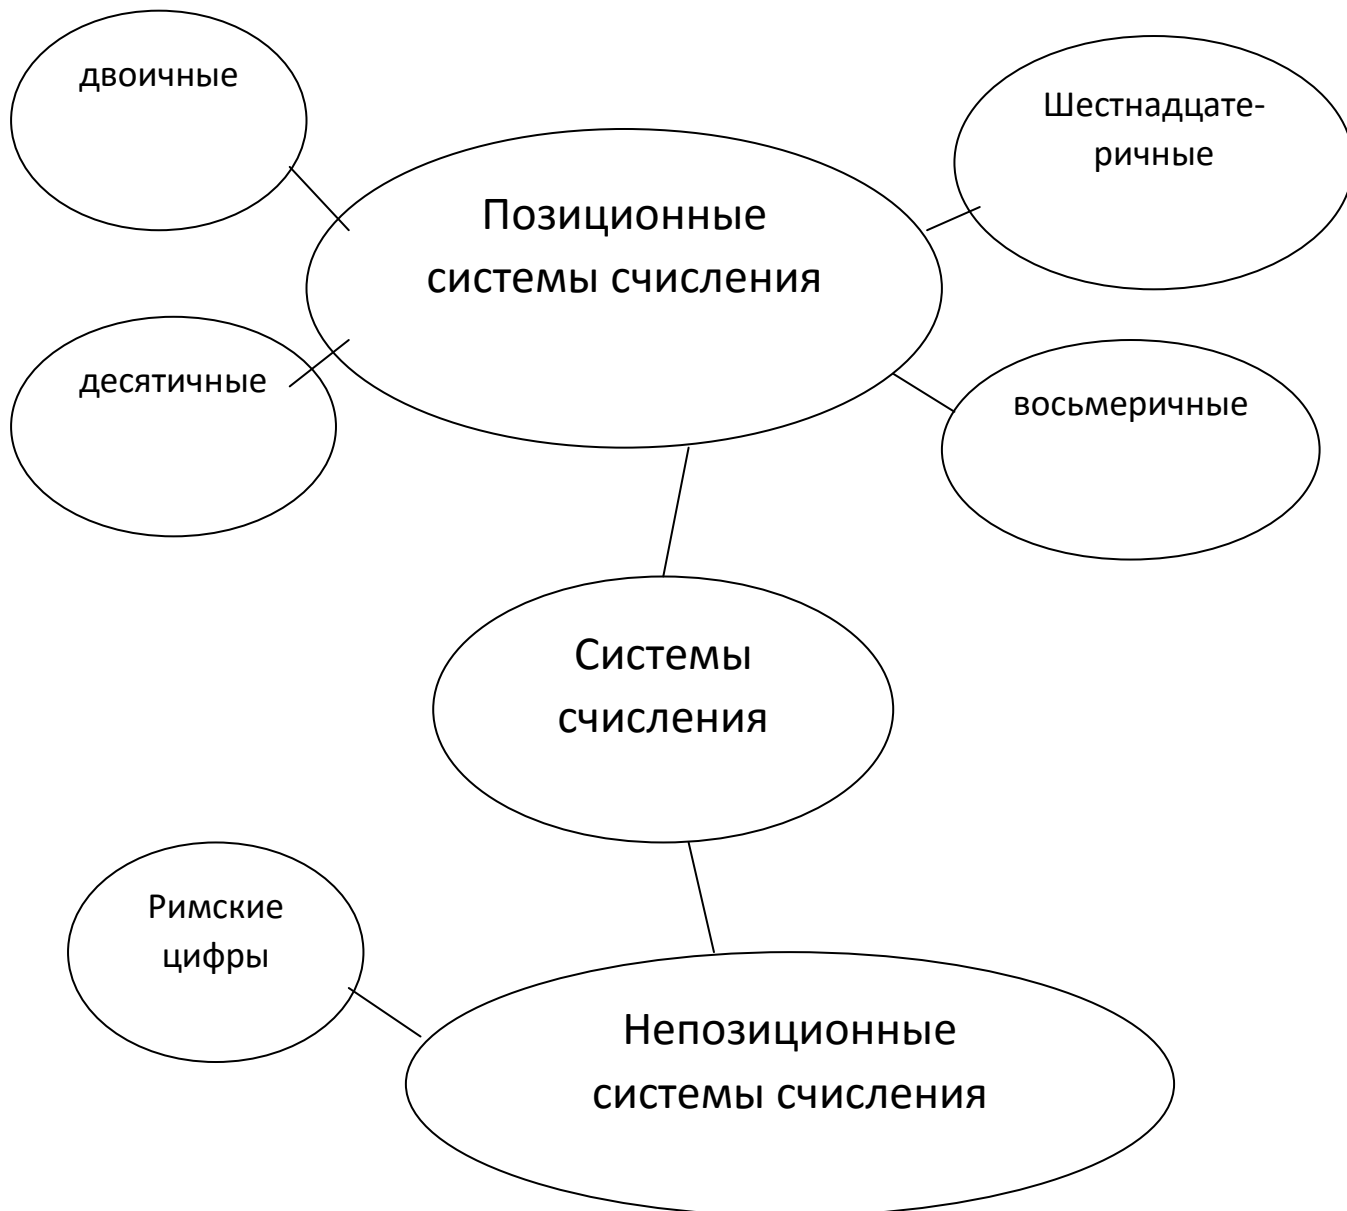 двоичные
Шестнадцате-
ричные
Позиционные
системы счисления
десятичные
восьмеричные
Системы
счисления
Римские
цифры
Непозиционные
системы счисления